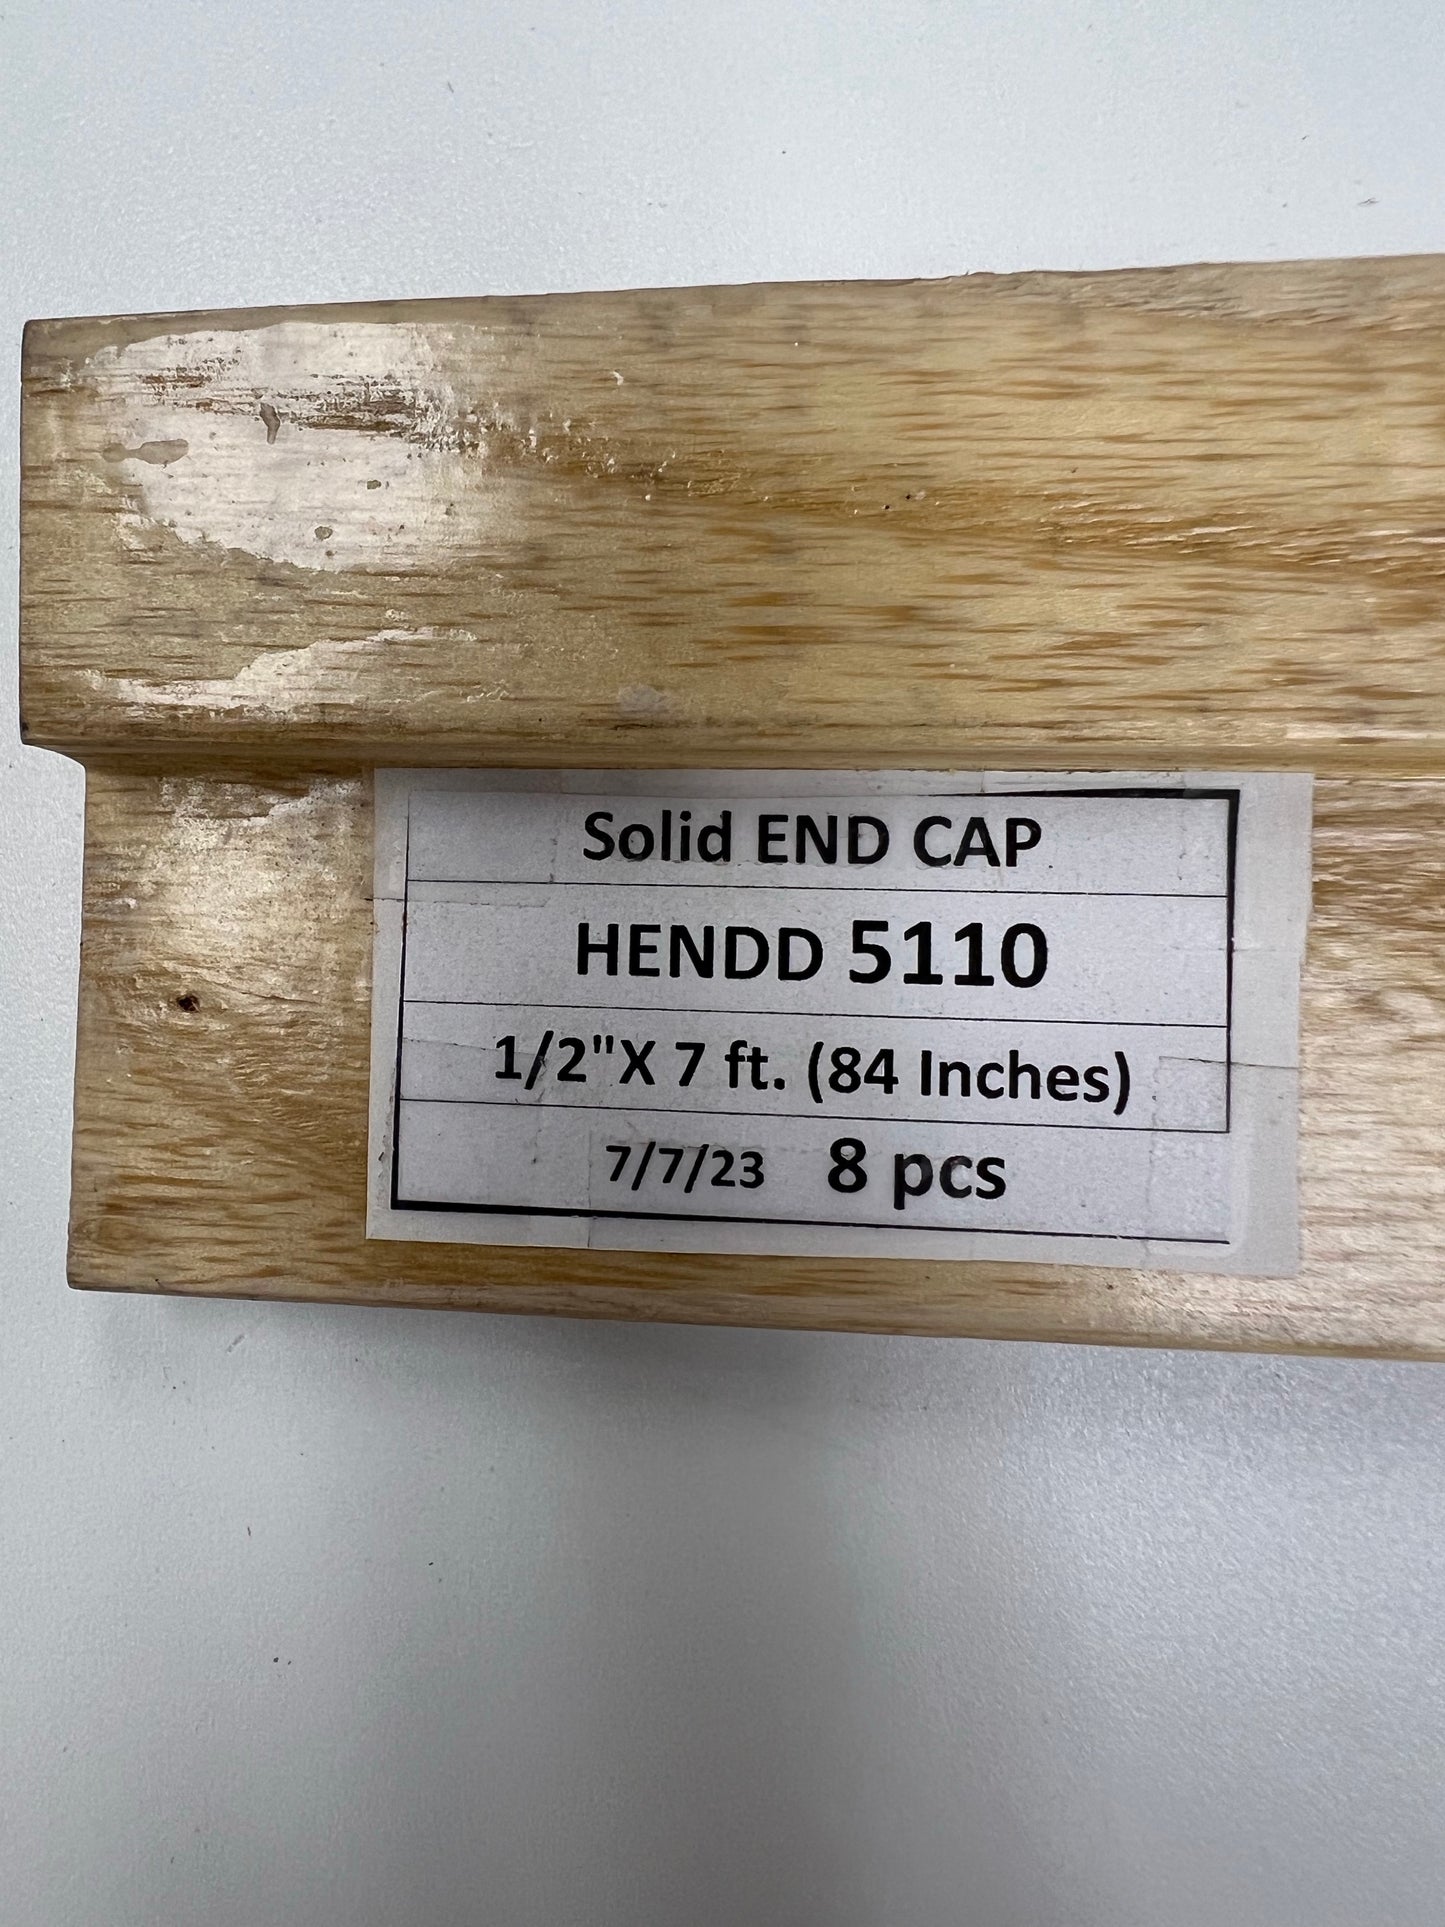 Solid END CAP
HENDD 5110
1/2"X 7 ft. (84 Inches)
7/7/23 8 pcs